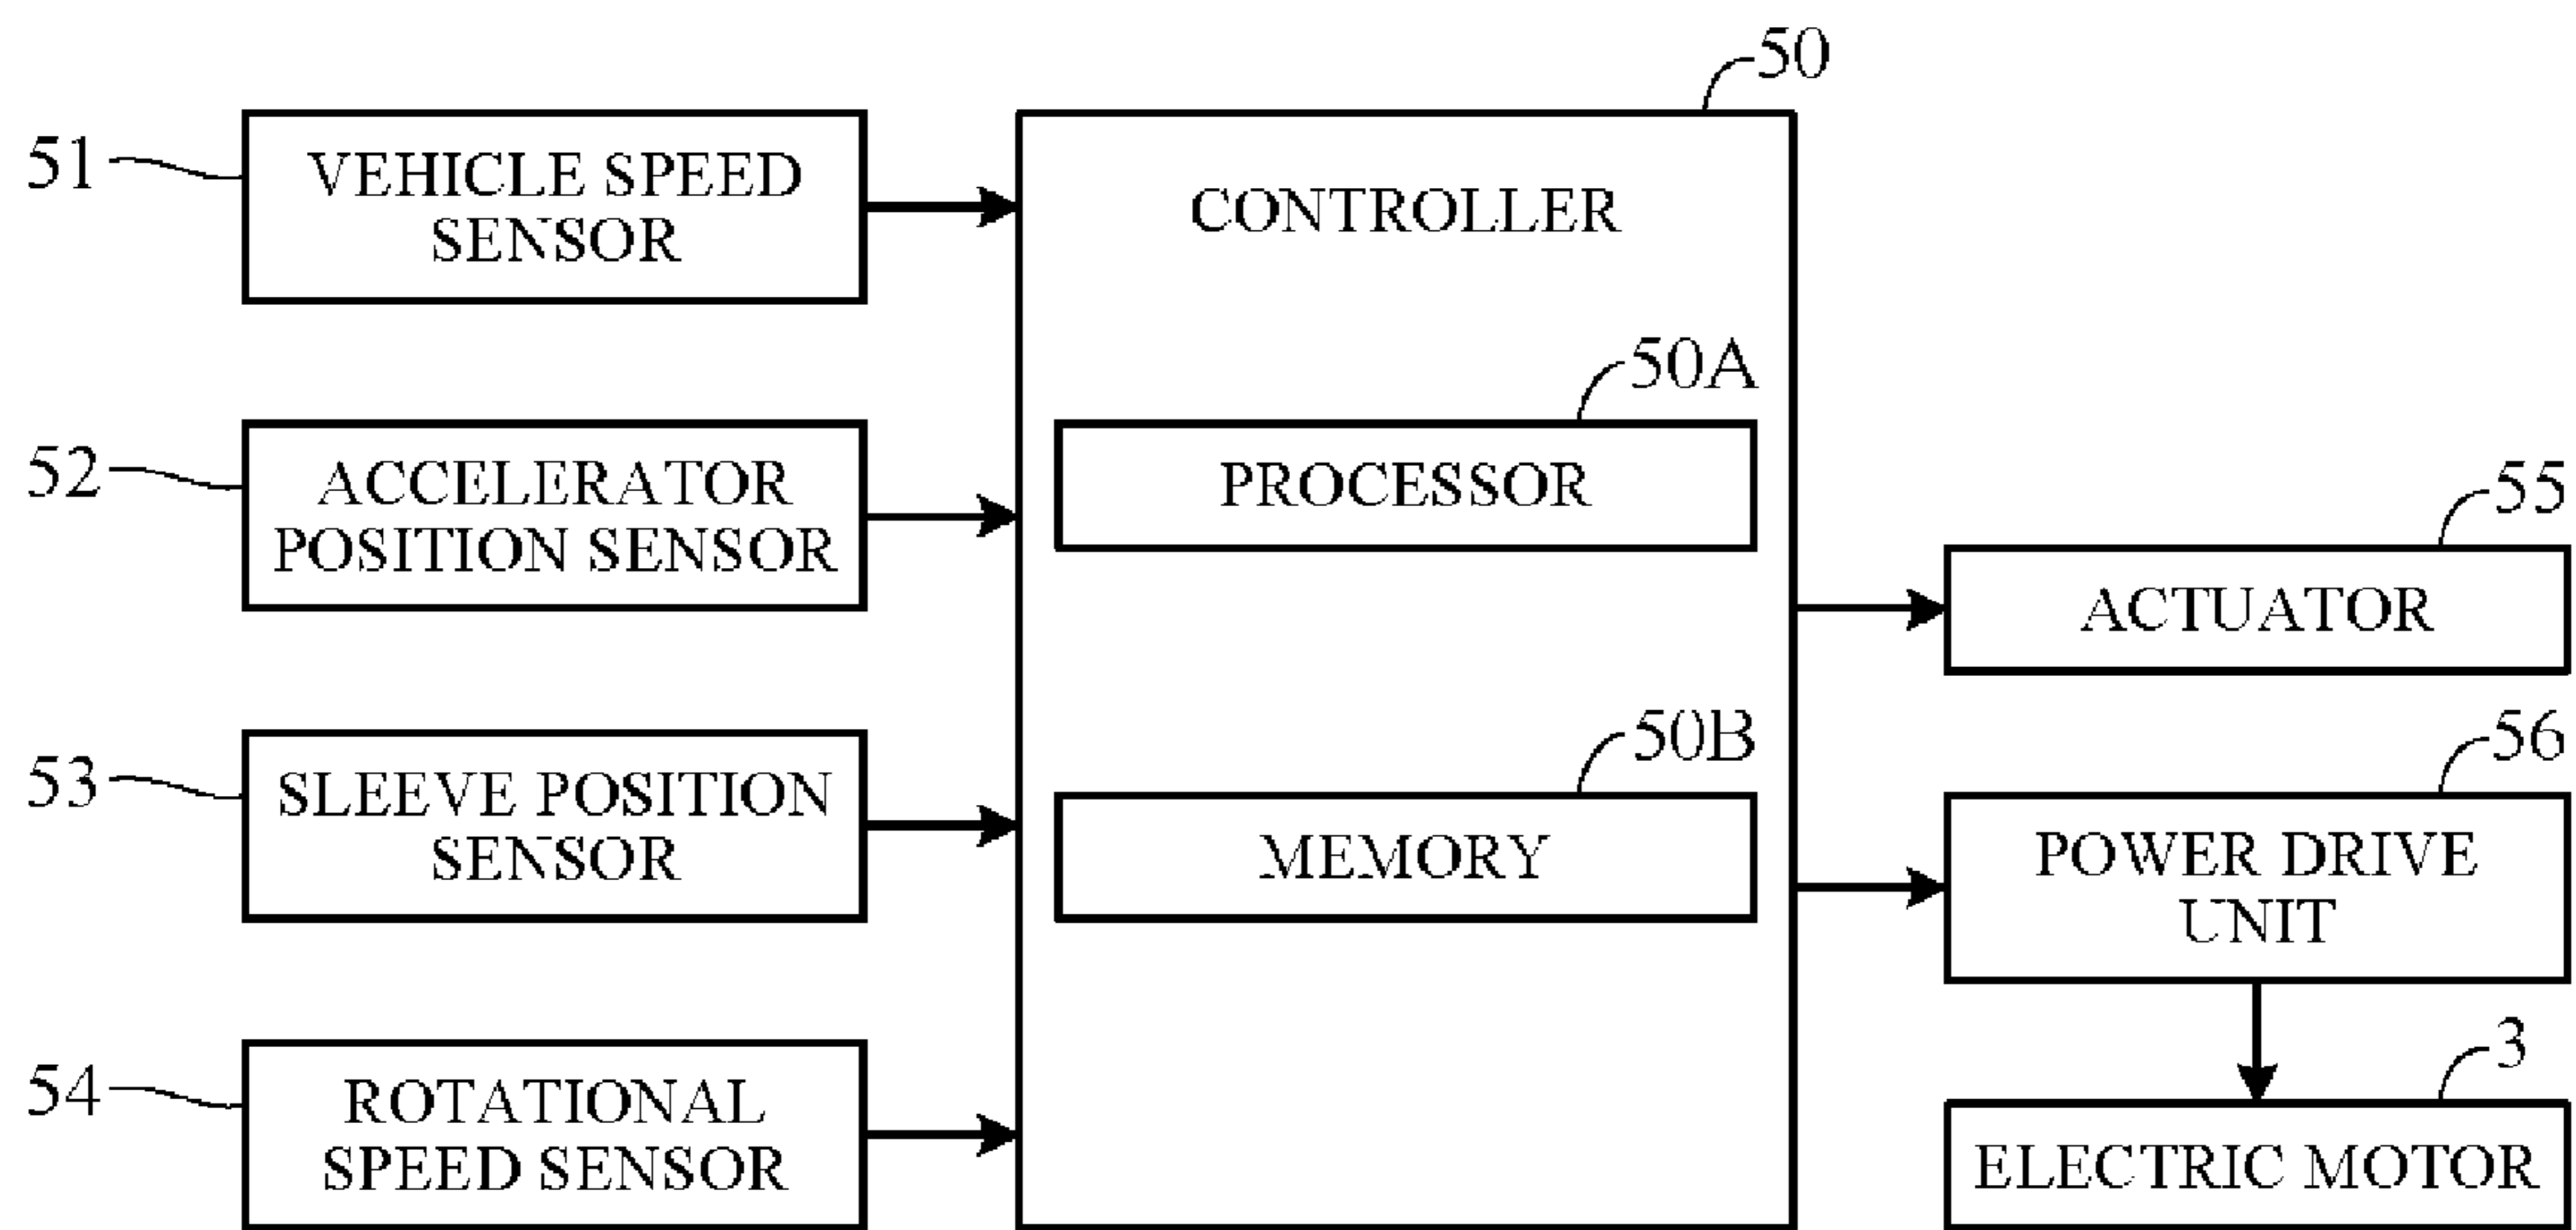 50
51
VEHICLE SPEED
SENSOR
CONTROLLER
50A
52
ACCELERATOR
POSITION SENSOR
PROCESSOR
55
ACTUATOR
50B
53
SLEEVE POSITION
SENSOR
MEMORY
56
POWER DRIVE
UNIT
54
ROTATIONAL
SPEED SENSOR
3
ELECTRIC MOTOR